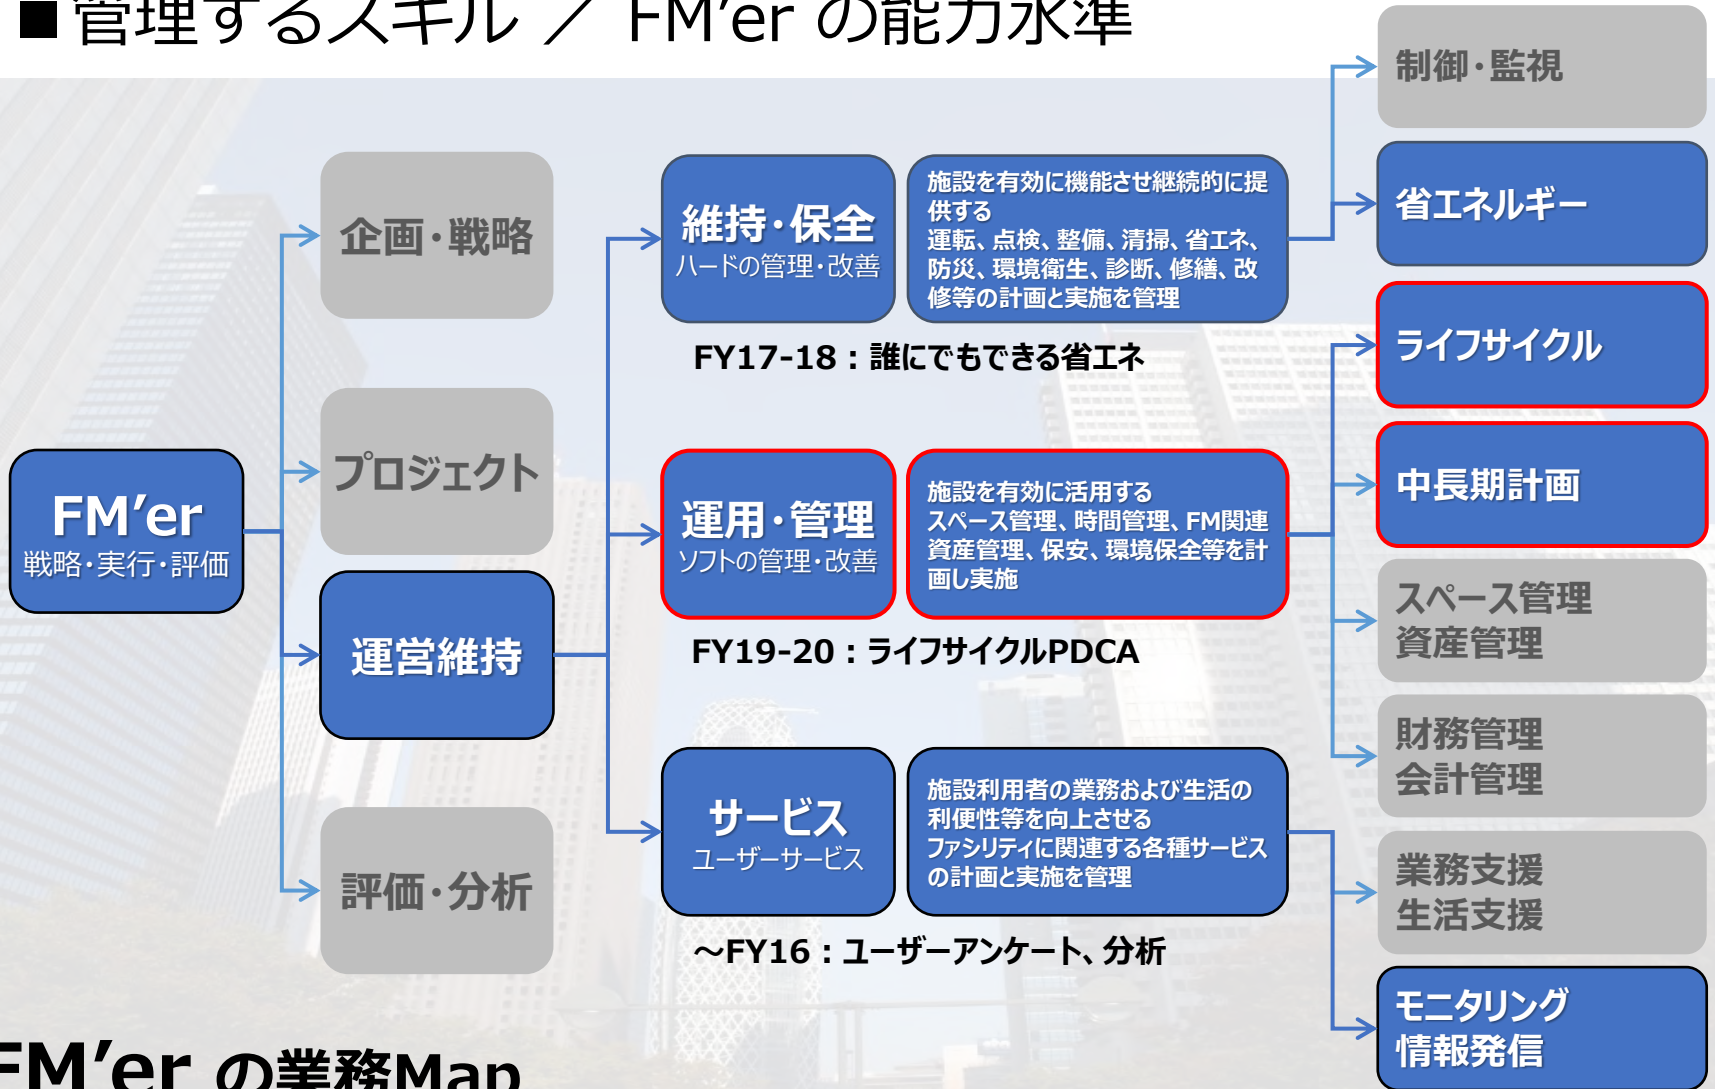 ■管理するスキル ／ FM’er の能力水準
FM’er
戦略・実行・評価
企画・戦略
プロジェクト
運営維持
評価・分析
維持・保全
ハードの管理・改善
施設を有効に機能させ継続的に提
供する
運転、点検、整備、清掃、省エネ、
防災、環境衛生、診断、修繕、改
修等の計画と実施を管理
FY17-18：誰にでもできる省エネ
運用・管理
ソフトの管理・改善
施設を有効に活用する
スペース管理、時間管理、FM関連
資産管理、保安、環境保全等を計
画し実施
FY19-20：ライフサイクルPDCA
サービス
ユーザーサービス
施設利用者の業務および生活の
利便性等を向上させる
ファシリティに関連する各種サービス
の計画と実施を管理
～FY16：ユーザーアンケート、分析
制御・監視
省エネルギー
ライフサイクル
中長期計画
スペース管理
資産管理
財務管理
会計管理
業務支援
生活支援
モニタリング
情報発信
FM’er の業務Map